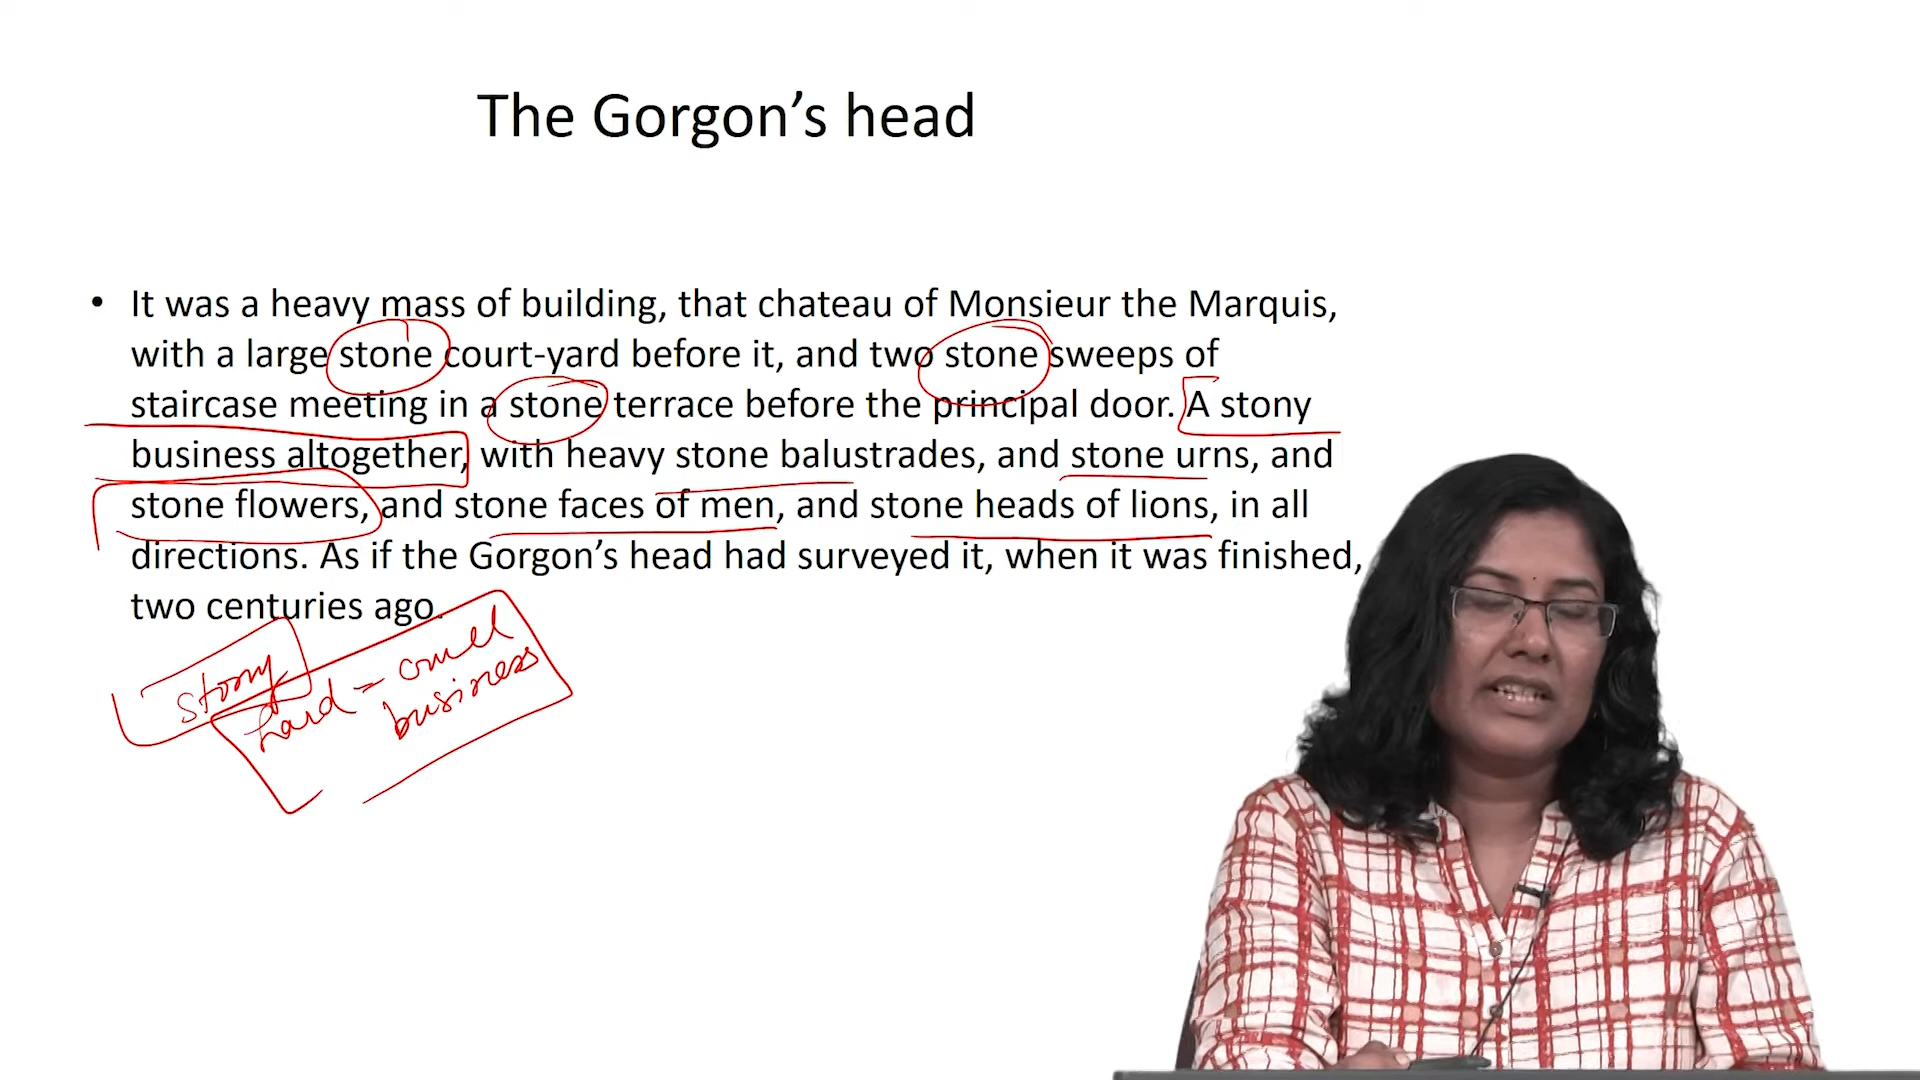 The Gorgon’s head
• It was a heavy mass of building, that chateau of Monsieur the Marquis,
with a large stone court-yard before it, and two stone sweeps of
staircase meeting in a stone terrace before the principal door. A stony
business altogether, with heavy stone balustrades, and stone urns, and
stone flowers, and stone faces of men, and stone heads of lions, in all
directions. As if the Gorgon’s head had surveyed it, when it was finished,
two centuries ago.
stony
hard = cruel
business